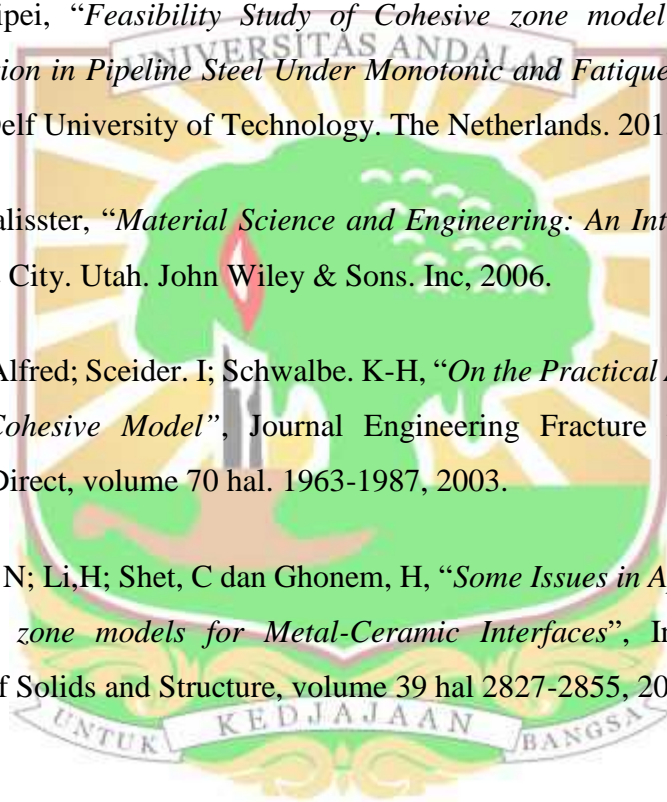 ipei, “Feasibility Study of Cohesive zone model
UNIVERSITAS ANDALAS
ion in Pipeline Steel Under Monotonic and Fatique
elf University of Technology. The Netherlands. 201
alisster, “Material Science and Engineering: An Int
City. Utah. John Wiley & Sons. Inc, 2006.
Alfred; Sceider. I; Schwalbe. K-H, “On the Practical A
Cohesive Model”, Journal Engineering Fracture
Direct, volume 70 hal. 1963-1987, 2003.
N; Li,H; Shet, C dan Ghonem, H, “Some Issues in A
zone models for Metal-Ceramic Interfaces”, In
f Solids and Structure, volume 39 hal 2827-2855, 20
UNTUK KEDJAJAAN BANGSA